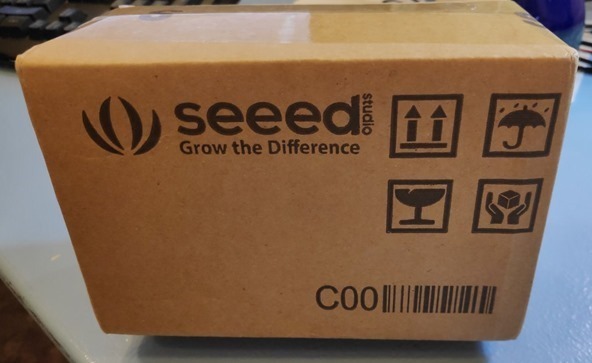 seeed studio
Grow the Difference
C00